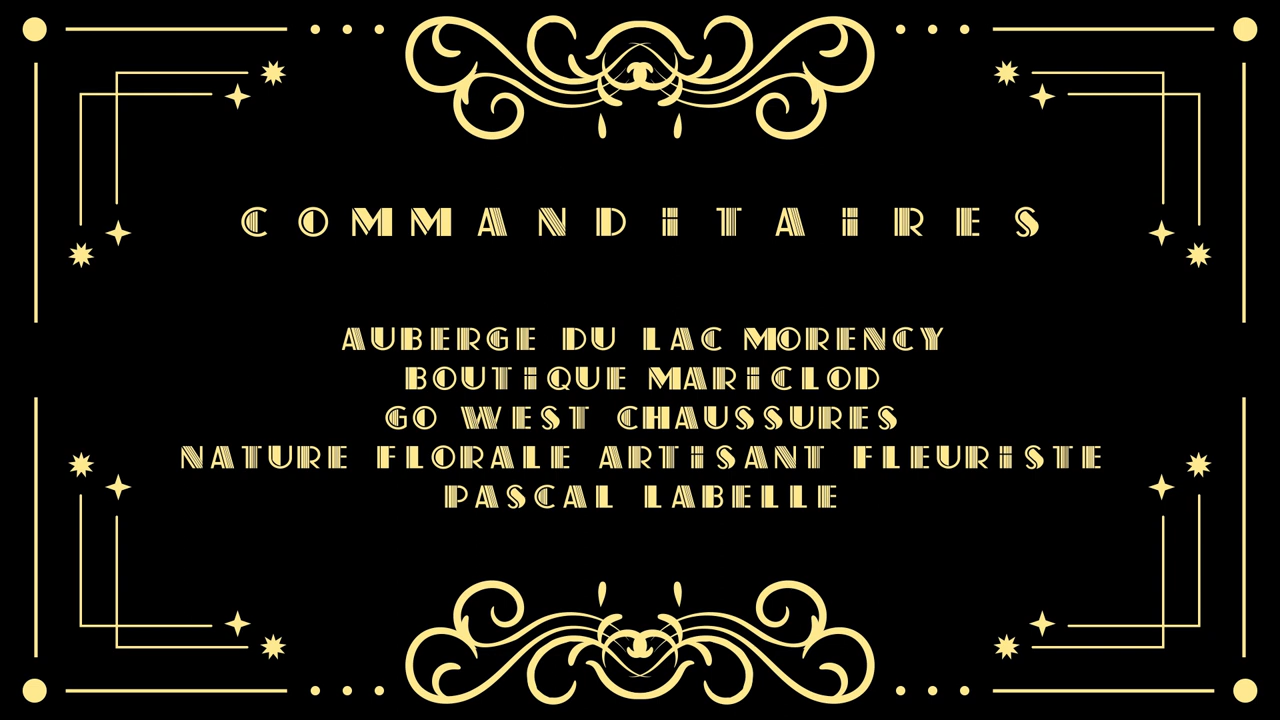 COMMANDiTAiRES
AUBERGE DU LAC MORENCY
BOUTiQUE MARiCLOD
GO WEST CHAUSSURES
NATURE FLORALE ARTiSANT FLEURiSTE
PASCAL LABELLE